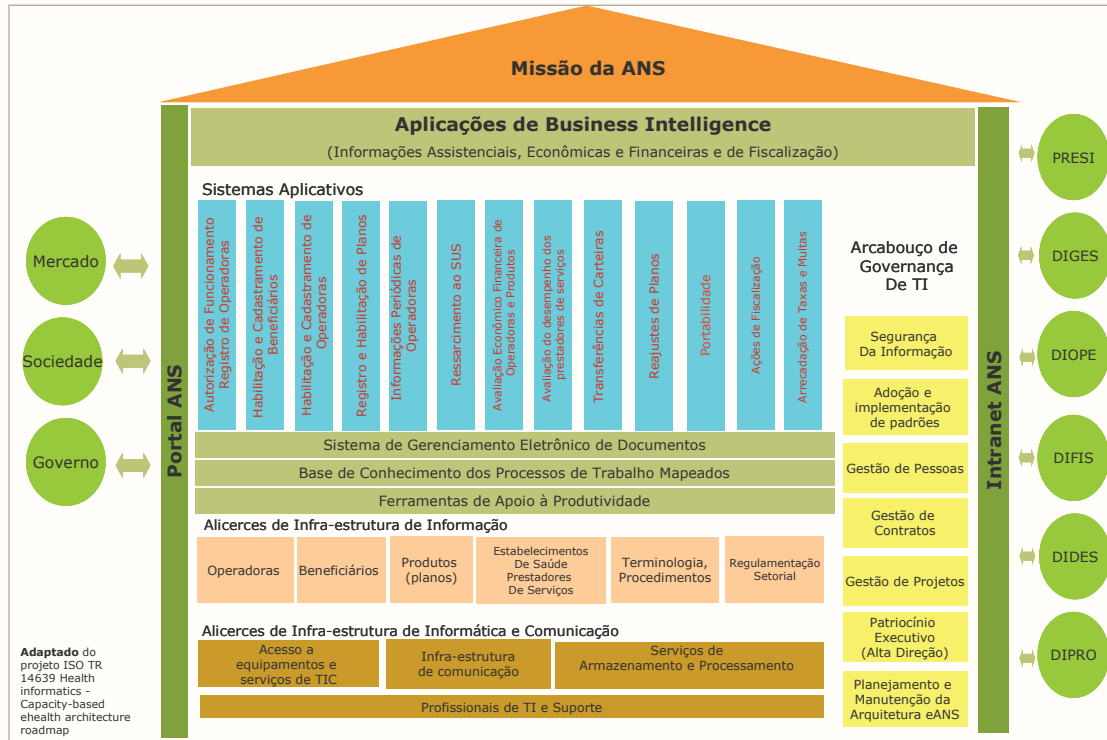 Missão da ANS
Aplicações de Business Intelligence
(Informações Assistenciais, Econômicas e Financeiras e de Fiscalização)
Portal ANS
Intranet ANS
Mercado
Sociedade
Governo
Sistemas Aplicativos
Autorização de Funcionamento
Registro de Operadoras
Habilitação e Cadastramento de
Beneficiários
Habilitação e Cadastramento de
Operadoras
Registro e Habilitação de Planos
Informações Periódicas de
Operadoras
Ressarcimento ao SUS
Avaliação Econômico Financeira de
Operadoras e Produtos
Avaliação do desempenho dos
prestadores de serviços
Transferências de Carteiras
Reajustes de Planos
Portabilidade
Ações de Fiscalização
Arrecadação de Taxas e Multas
Sistema de Gerenciamento Eletrônico de Documentos
Base de Conhecimento dos Processos de Trabalho Mapeados
Ferramentas de Apoio à Produtividade
Alicerces de Infra-estrutura de Informação
Operadoras
Beneficiários
Produtos
(planos)
Estabelecimentos
De Saúde
Prestadores
De Serviços
Terminologia,
Procedimentos
Regulamentação
Setorial
Alicerces de Infra-estrutura de Informática e Comunicação
Acesso a
equipamentos e
serviços de TIC
Infra-estrutura
de comunicação
Serviços de
Armazenamento e Processamento
Profissionais de TI e Suporte
Arcabouço de
Governança
De TI
Segurança
Da Informação
Adoção e
implementação
de padrões
Gestão de Pessoas
Gestão de
Contratos
Gestão de Projetos
Patriocínio
Executivo
(Alta Direção)
Planejamento e
Manutenção da
Arquitetura eANS
PRESI
DIGES
DIOPE
DIFIS
DIDES
DIPRO
Adaptado do
projeto ISO TR
14639 Health
informatics -
Capacity-based
ehealth architecture
roadmap